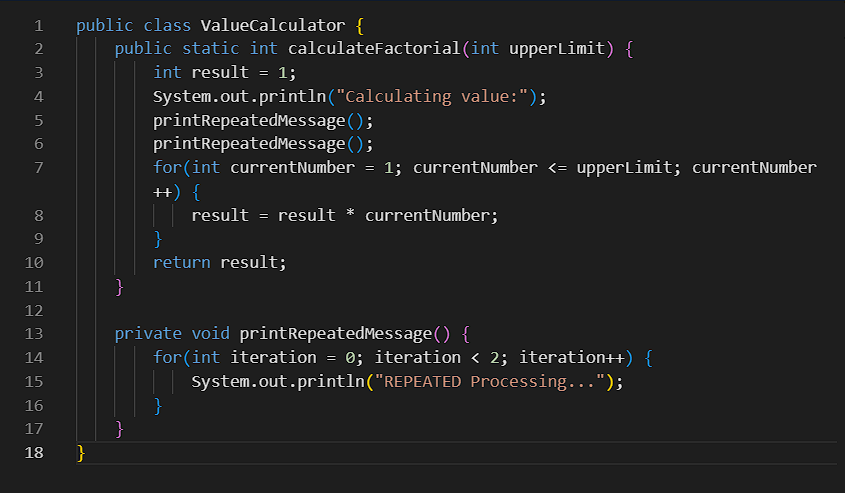 1 public class ValueCalculator {
2 public static int calculateFactorial(int upperLimit) {
3 int result = 1;
4 System.out.println("Calculating value:");
5 printRepeatedMessage();
6 printRepeatedMessage();
7 for(int currentNumber = 1; currentNumber <= upperLimit; currentNumber
++) {
8 result = result * currentNumber;
9 }
10 return result;
11 }
12
13 private void printRepeatedMessage() {
14 for(int iteration = 0; iteration < 2; iteration++) {
15 System.out.println("REPEATED Processing...");
16 }
17 }
18 }